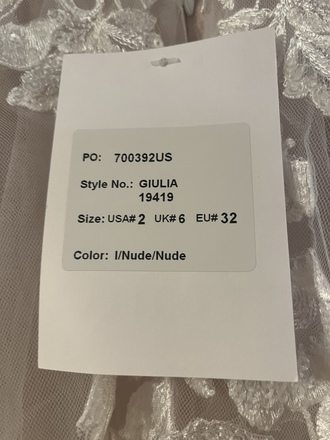 PO: 700392US
Style No.: GIULIA
19419
Size: USA# 2 UK# 6 EU# 32
Color: I/Nude/Nude